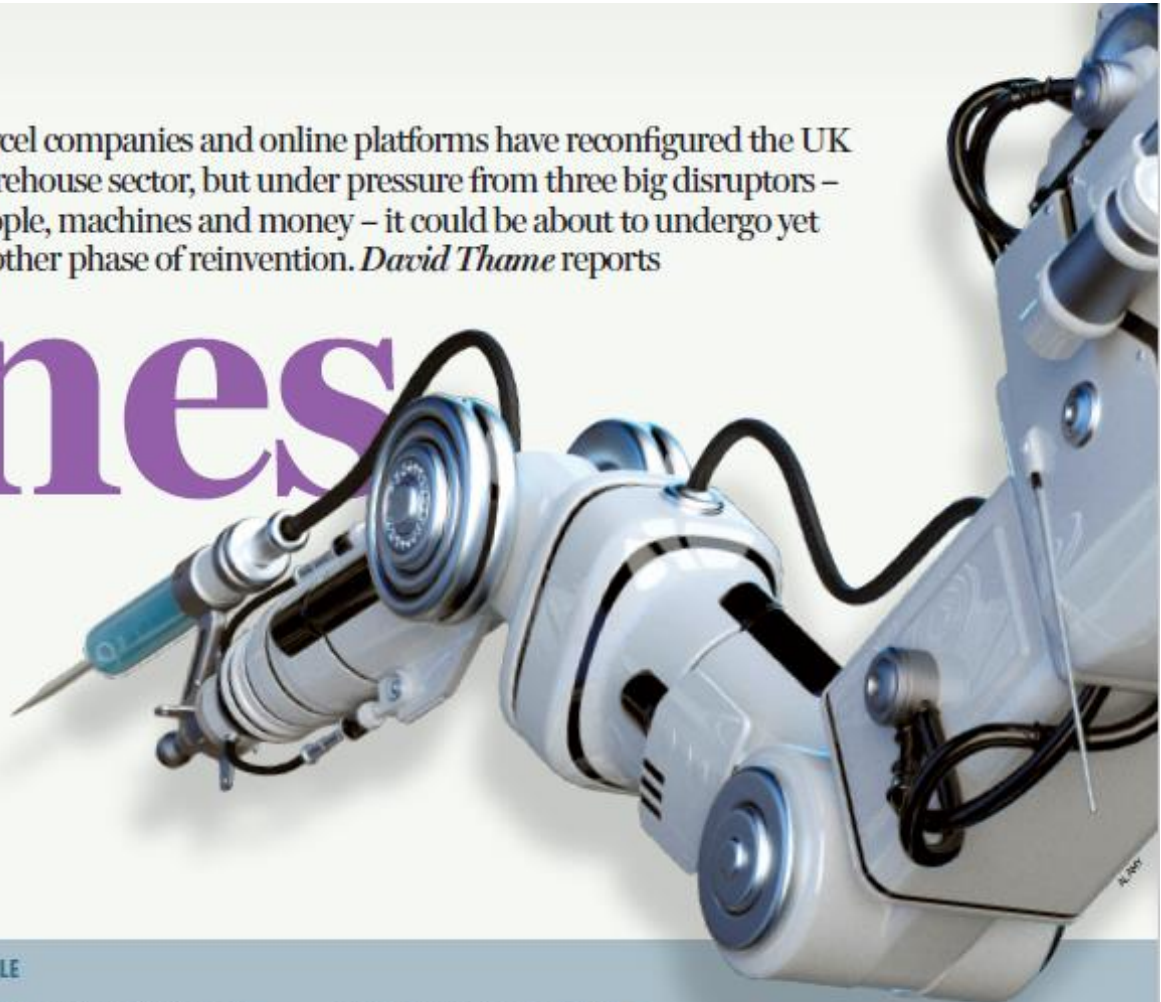 rcel companies and online platforms have reconfigured the UK
rehouse sector, but under pressure from three big disruptors –
ople, machines and money – it could be about to undergo yet
other phase of reinvention. David Thame reports
nes
ALAMY
LE